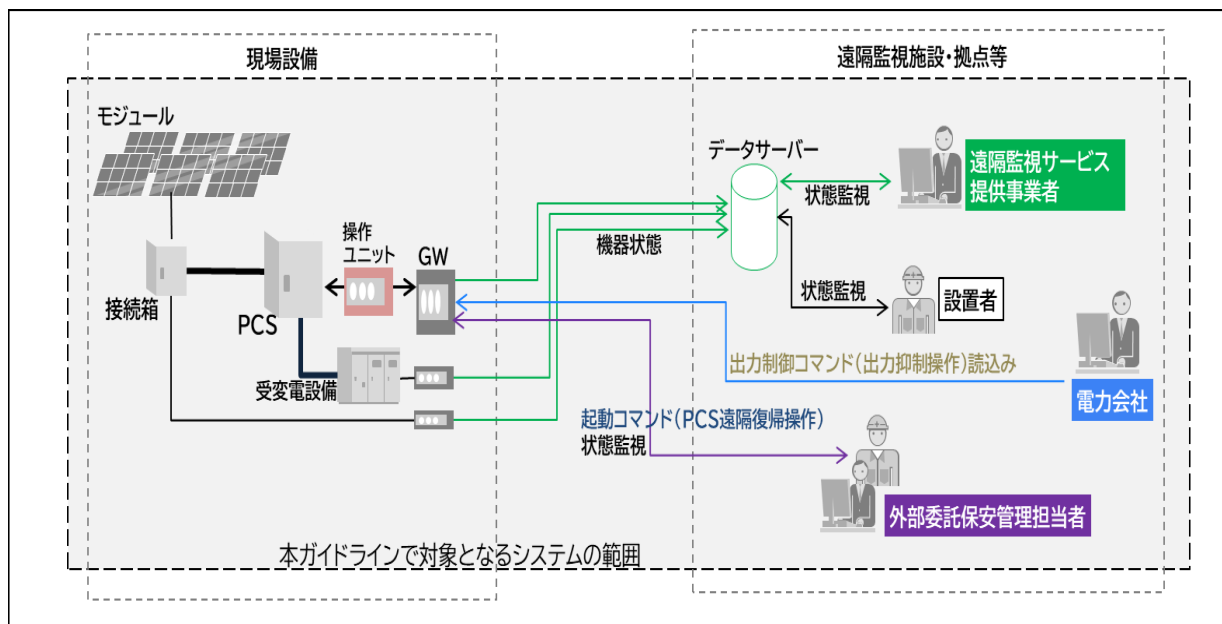 現場設備
遠隔監視施設・拠点等
モジュール
データサーバー
遠隔監視サービス
提供事業者
状態監視
操作
ユニット
GW
PCS
機器状態
接続箱
状態監視
設置者
受変電設備
出力制御コマンド(出力抑制操作)読込み
電力会社
起動コマンド(PCS遠隔復帰操作)
状態監視
外部委託保安管理担当者
本ガイドラインで対象となるシステムの範囲